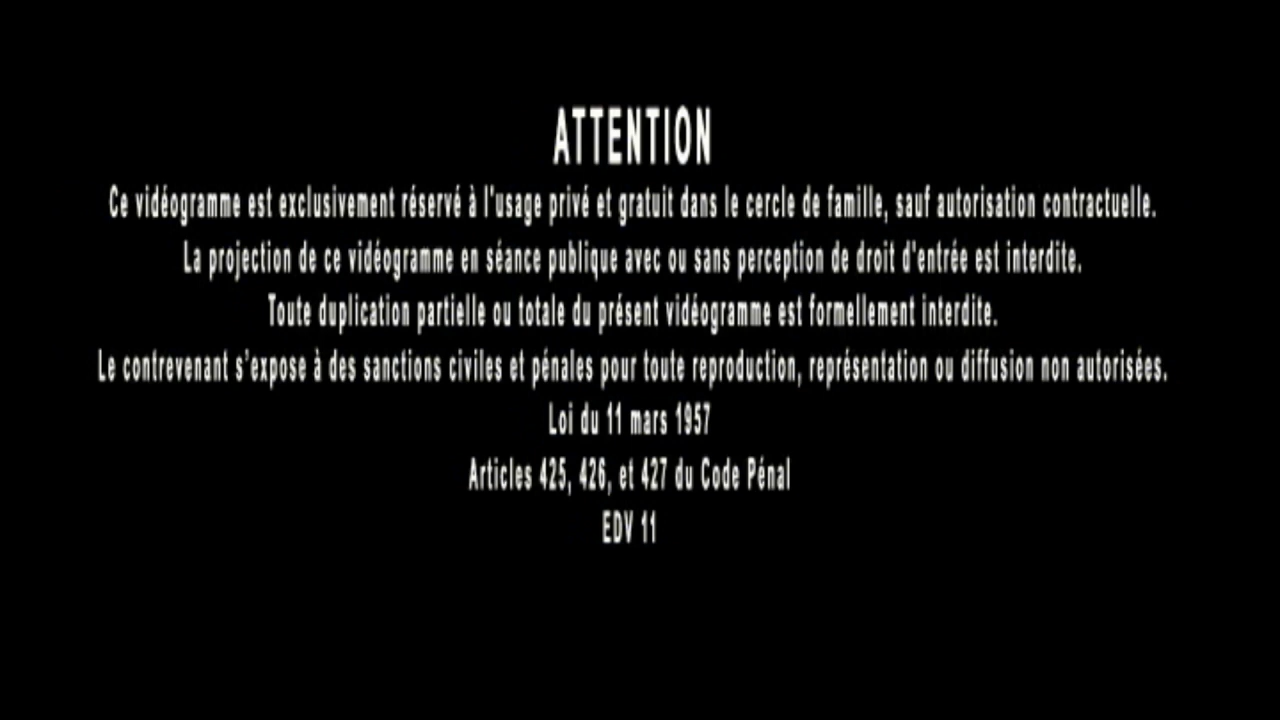 ATTENTION
Ce vidéogramme est exclusivement réservé à l'usage privé et gratuit dans le cercle de famille, sauf autorisation contractuelle.
La projection de ce vidéogramme en séance publique avec ou sans perception de droit d'entrée est interdite.
Toute duplication partielle ou totale du présent vidéogramme est formellement interdite.
Le contrevenant s'expose à des sanctions civiles et pénales pour toute reproduction, représentation ou diffusion non autorisées.
Loi du 11 mars 1957
Articles 425, 426, et 427 du Code Pénal
EDV 11